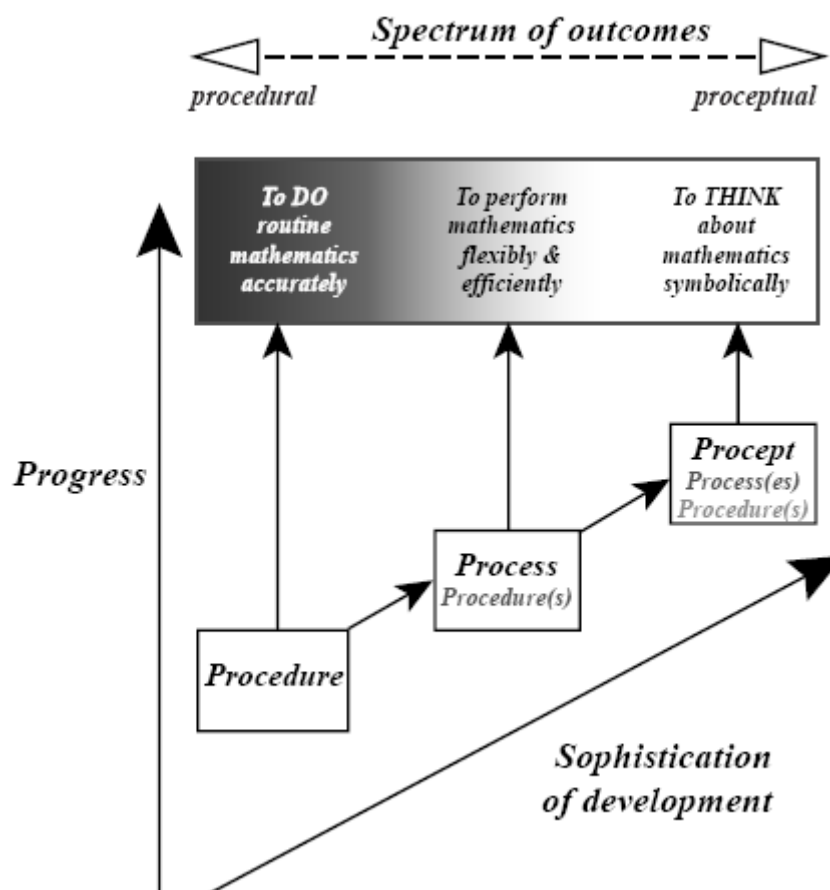 Spectrum of outcomes
procedural
proceptual
To DO
routine
mathematics
accurately
To perform
mathematics
flexibly &
efficiently
To THINK
about
mathematics
symbolically
Progress
Procept
Process(es)
Procedure(s)
Process
Procedure(s)
Procedure
Sophistication
of development